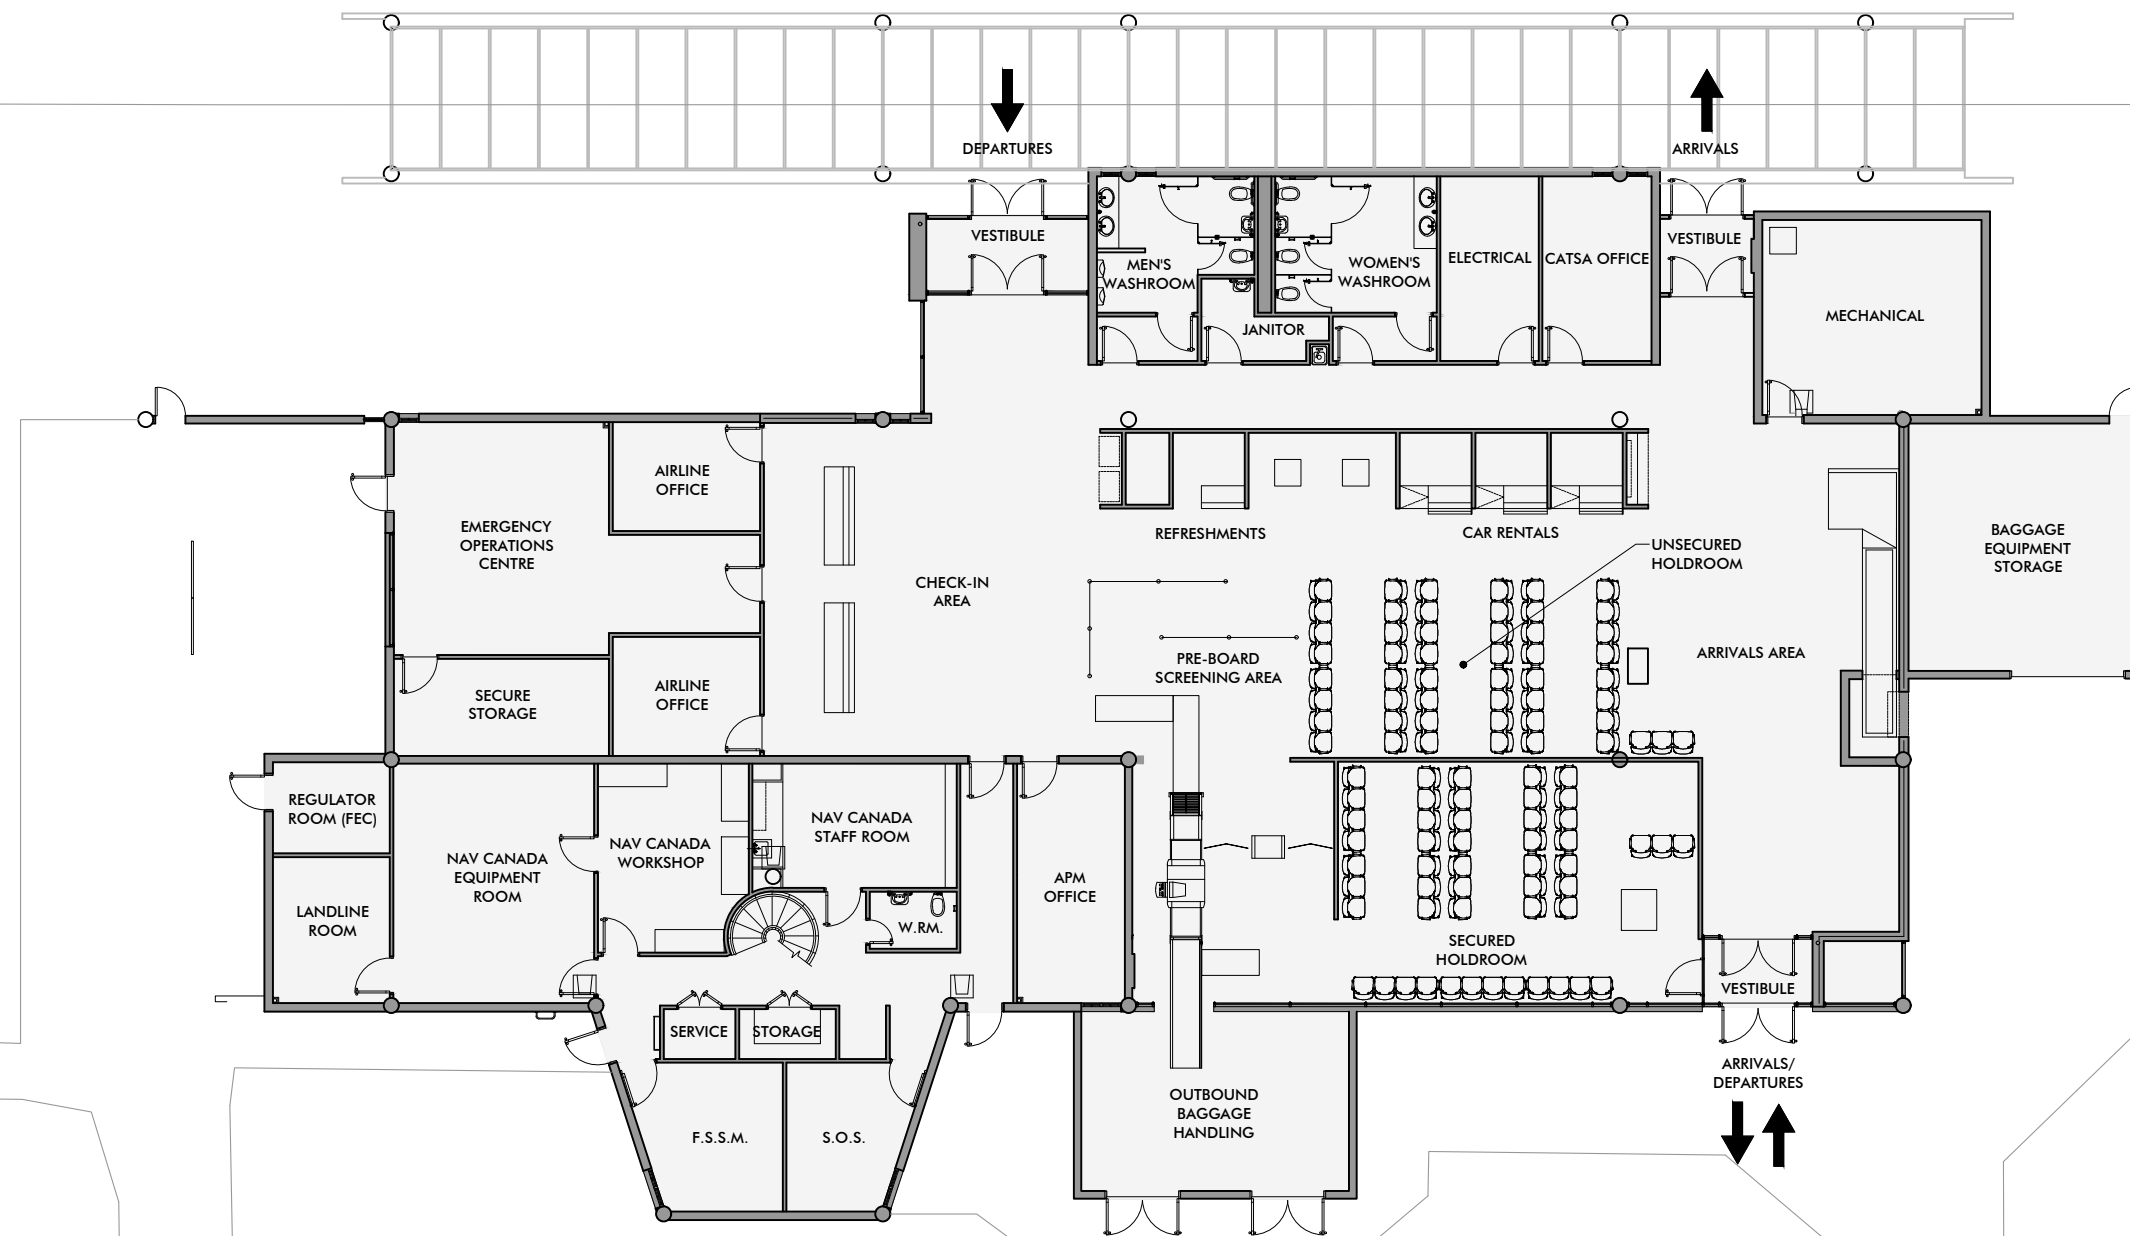 DEPARTURES
ARRIVALS
VESTIBULE
VESTIBULE
MEN'S
WASHROOM
WOMEN'S
WASHROOM
ELECTRICAL
CATSA OFFICE
JANITOR
MECHANICAL
AIRLINE
OFFICE
EMERGENCY
OPERATIONS
CENTRE
REFRESHMENTS
CAR RENTALS
UNSECURED
HOLDROOM
BAGGAGE
EQUIPMENT
STORAGE
CHECK-IN
AREA
PRE-BOARD
SCREENING AREA
ARRIVALS AREA
SECURE
STORAGE
AIRLINE
OFFICE
REGULATOR
ROOM (FEC)
NAV CANADA
EQUIPMENT
ROOM
NAV CANADA
WORKSHOP
NAV CANADA
STAFF ROOM
APM
OFFICE
LANDLINE
ROOM
W.RM.
SECURED
HOLDROOM
VESTIBULE
SERVICE
STORAGE
ARRIVALS/
DEPARTURES
OUTBOUND
BAGGAGE
HANDLING
F.S.S.M.
S.O.S.